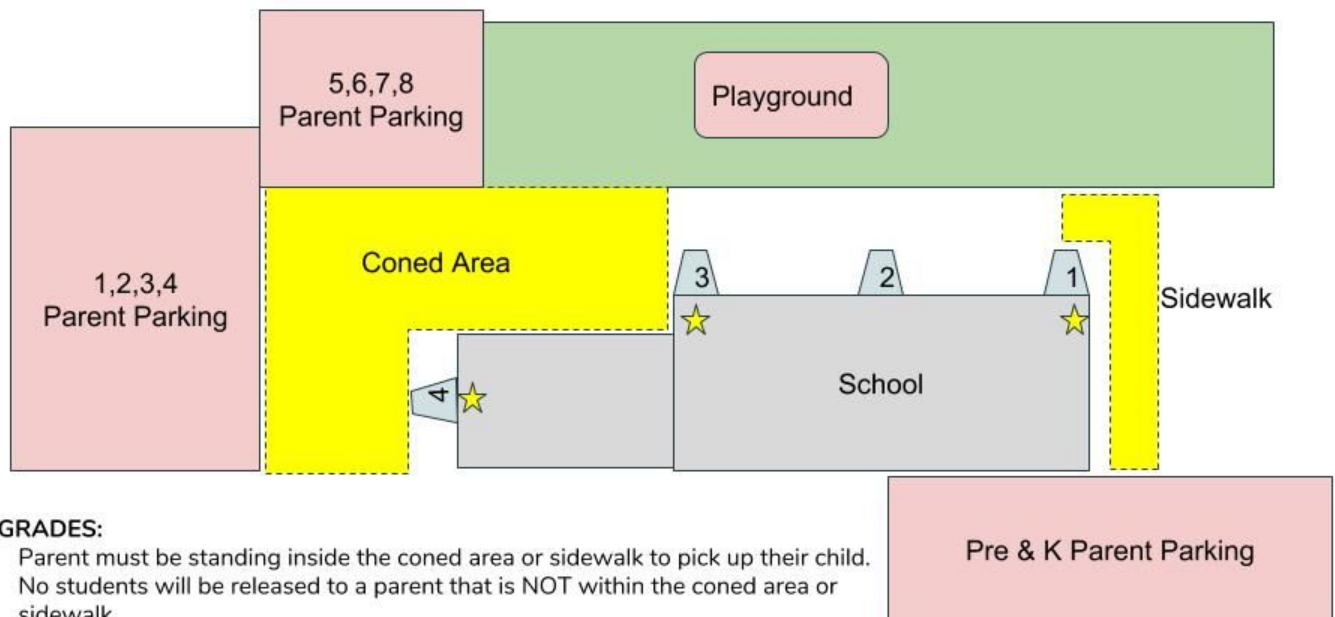 5,6,7,8
Parent Parking
Playground
1,2,3,4
Parent Parking
Coned Area
3
2
1
Sidewalk
4
School
Pre & K Parent Parking
GRADES:
Parent must be standing inside the coned area or sidewalk to pick up their child.
No students will be released to a parent that is NOT within the coned area or
sidewalk